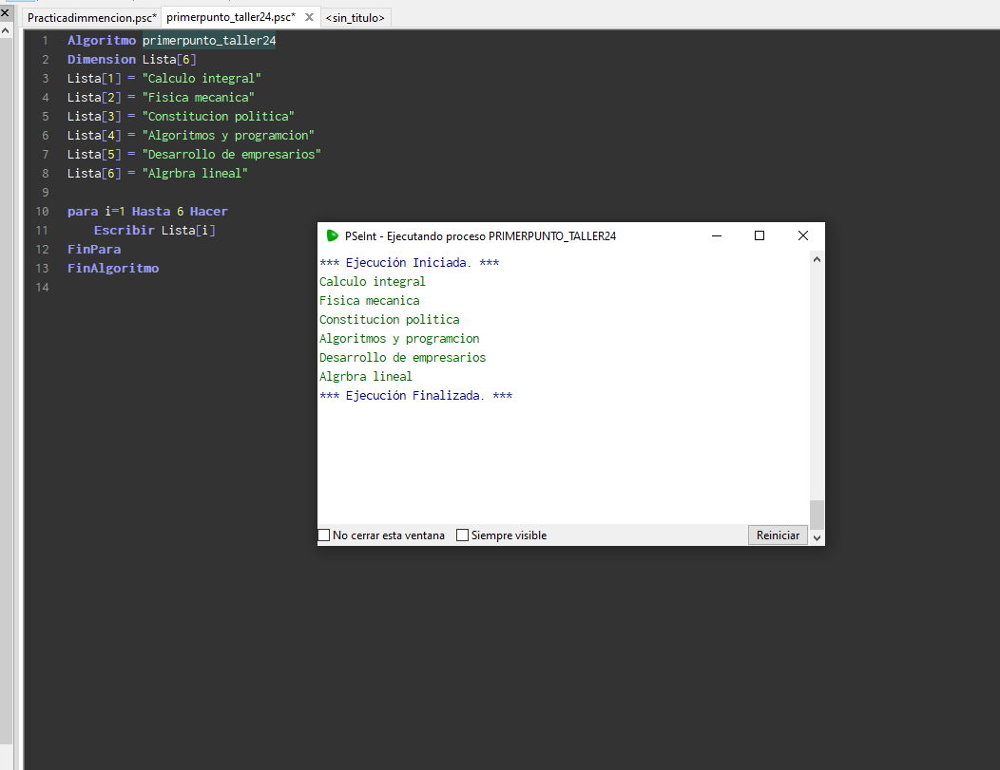 Practicadimmencion.psc* primerpunto_taller24.psc* <sin_titulo>
1 Algoritmo primerpunto_taller24
2 Dimension Lista[6]
3 Lista[1] = "Calculo integral"
4 Lista[2] = "Fisica mecanica"
5 Lista[3] = "Constitucion politica"
6 Lista[4] = "Algoritmos y programcion"
7 Lista[5] = "Desarrollo de empresarios"
8 Lista[6] = "Algrbra lineal"
9
10 para i=1 Hasta 6 Hacer
11 Escribir Lista[i]
12 FinPara
13 FinAlgoritmo
14
PSeInt - Ejecutando proceso PRIMERPUNTO_TALLER24
*** Ejecución Iniciada. ***
Calculo integral
Fisica mecanica
Constitucion politica
Algoritmos y programcion
Desarrollo de empresarios
Algrbra lineal
*** Ejecución Finalizada. ***
No cerrar esta ventana Siempre visible Reiniciar